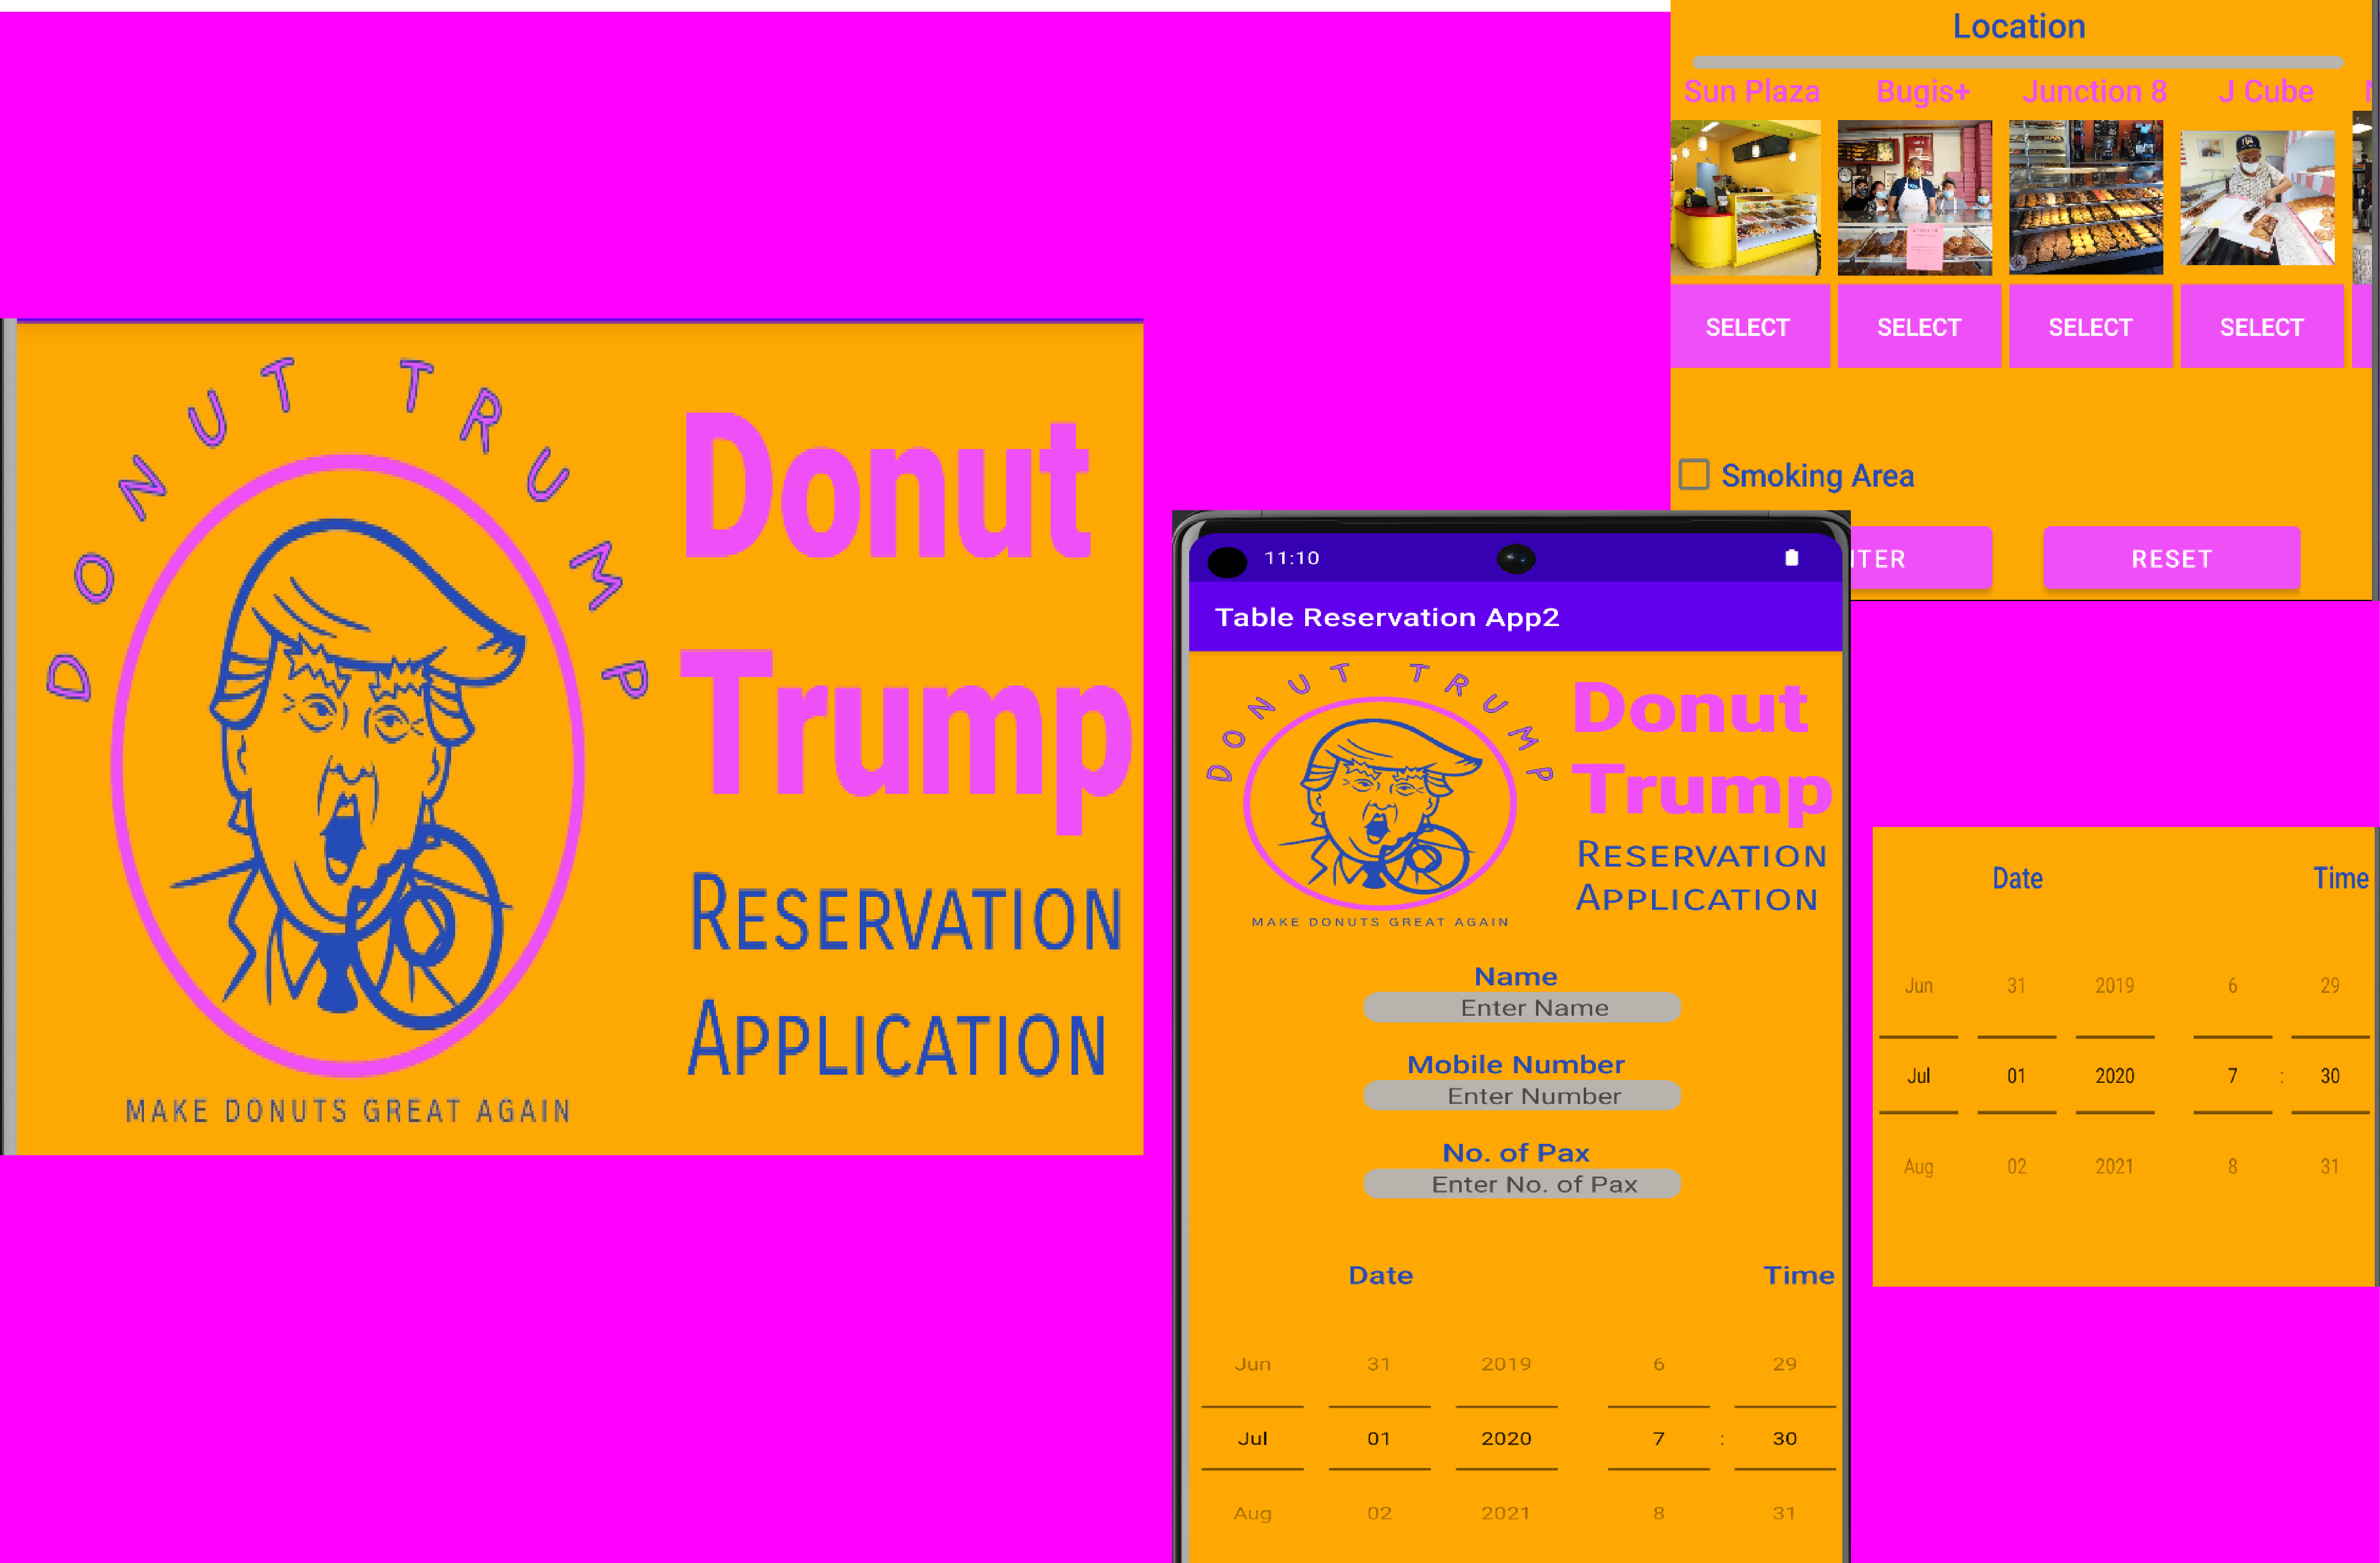 DONUT TRUMP
Donut
Trump
RESERVATION
APPLICATION
MAKE DONUTS GREAT AGAIN
Location
Sun Plaza Bugis+ Junction 8 J Cube
SELECT SELECT SELECT SELECT
Smoking Area
TER RESET
11:10
Table Reservation App2
DONUT TRUMP
Donut
Trump
RESERVATION
APPLICATION
MAKE DONUTS GREAT AGAIN
Name
Enter Name
Mobile Number
Enter Number
No. of Pax
Enter No. of Pax
Date Time
Jun 31 2019 6 29
Jul 01 2020 7 : 30
Aug 02 2021 8 31
Date Time
Jun 31 2019 6 29
Jul 01 2020 7 : 30
Aug 02 2021 8 31